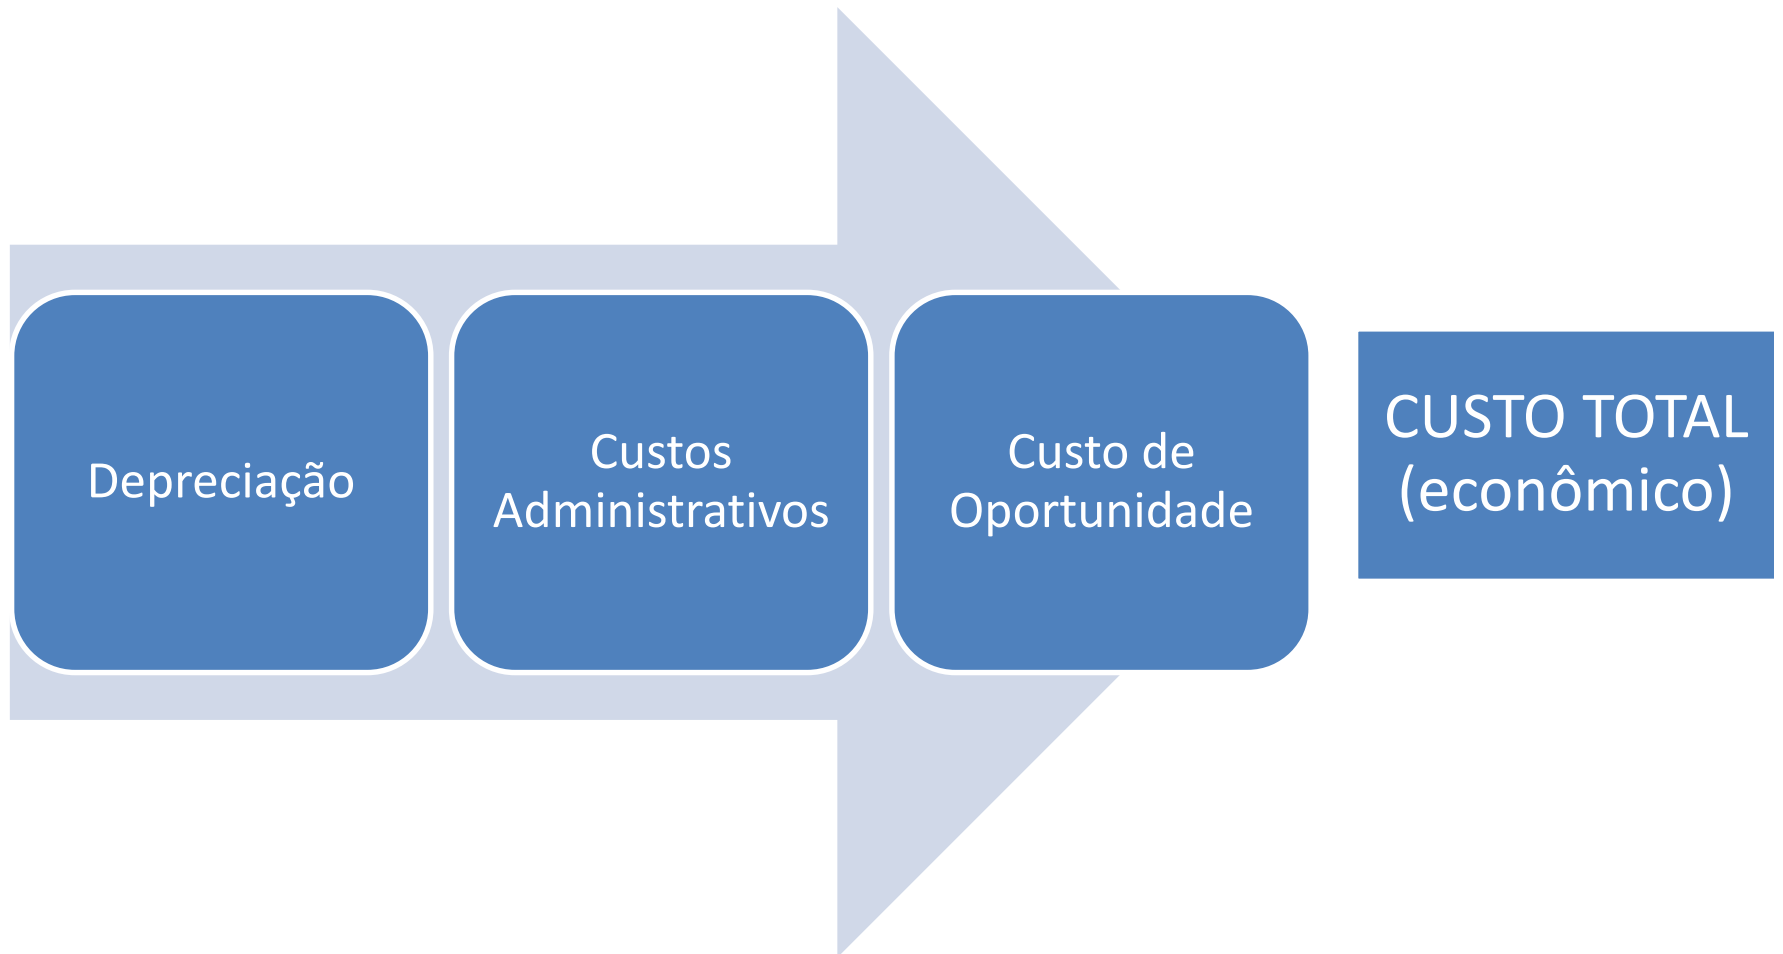 Depreciação
Custos
Administrativos
Custo de
Oportunidade
CUSTO TOTAL
(econômico)